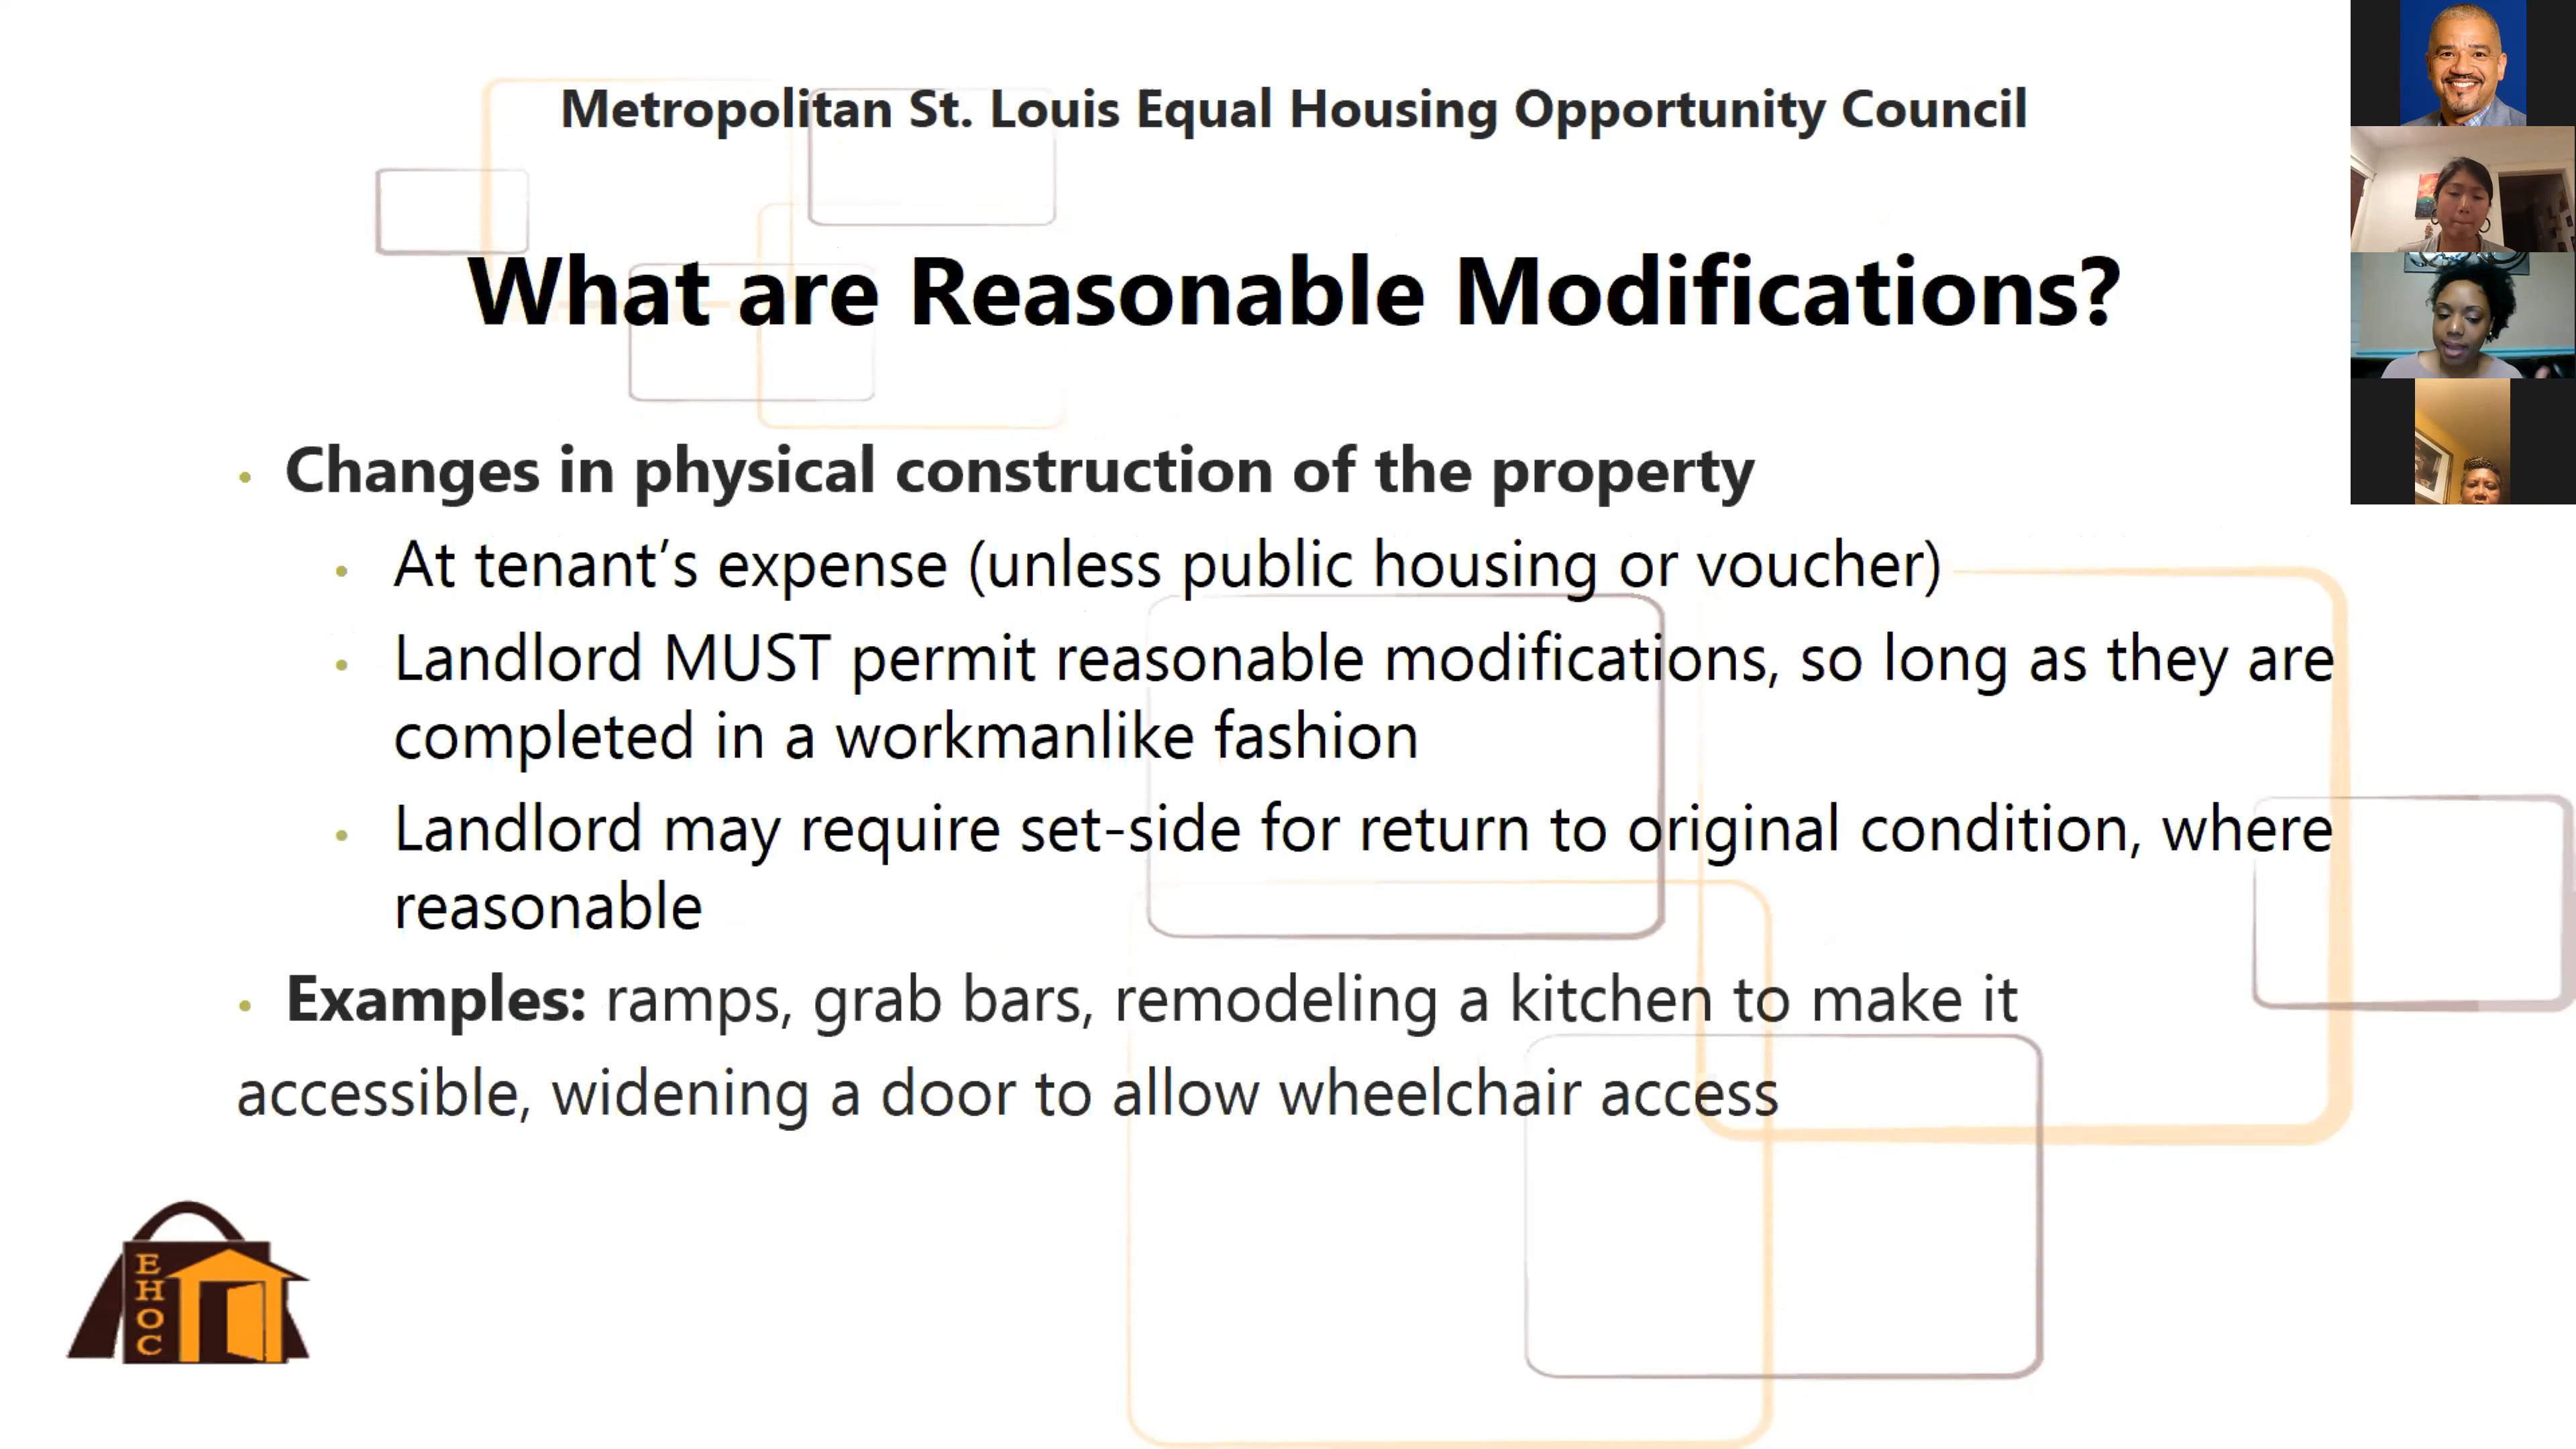 Metropolitan St. Louis Equal Housing Opportunity Council
What are Reasonable Modifications?
• Changes in physical construction of the property
• At tenant’s expense (unless public housing or voucher)
• Landlord MUST permit reasonable modifications, so long as they are
completed in a workmanlike fashion
• Landlord may require set-side for return to original condition, where
reasonable
• Examples: ramps, grab bars, remodeling a kitchen to make it
accessible, widening a door to allow wheelchair access
EHOC